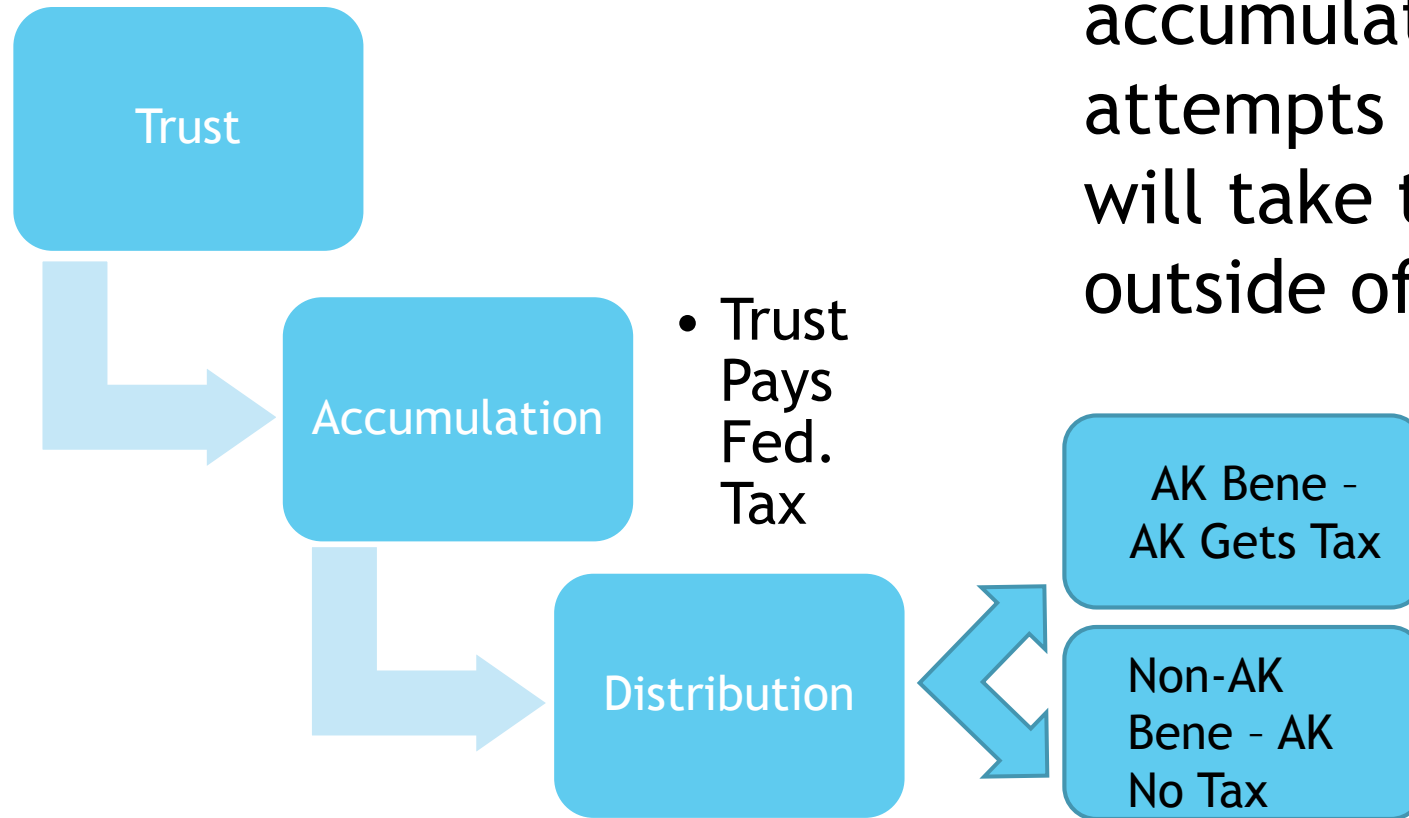 accumulat
attempts
will take t
outside of
Trust
Accumulation
• Trust
Pays
Fed.
Tax
Distribution
AK Bene –
AK Gets Tax
Non-AK
Bene – AK
No Tax